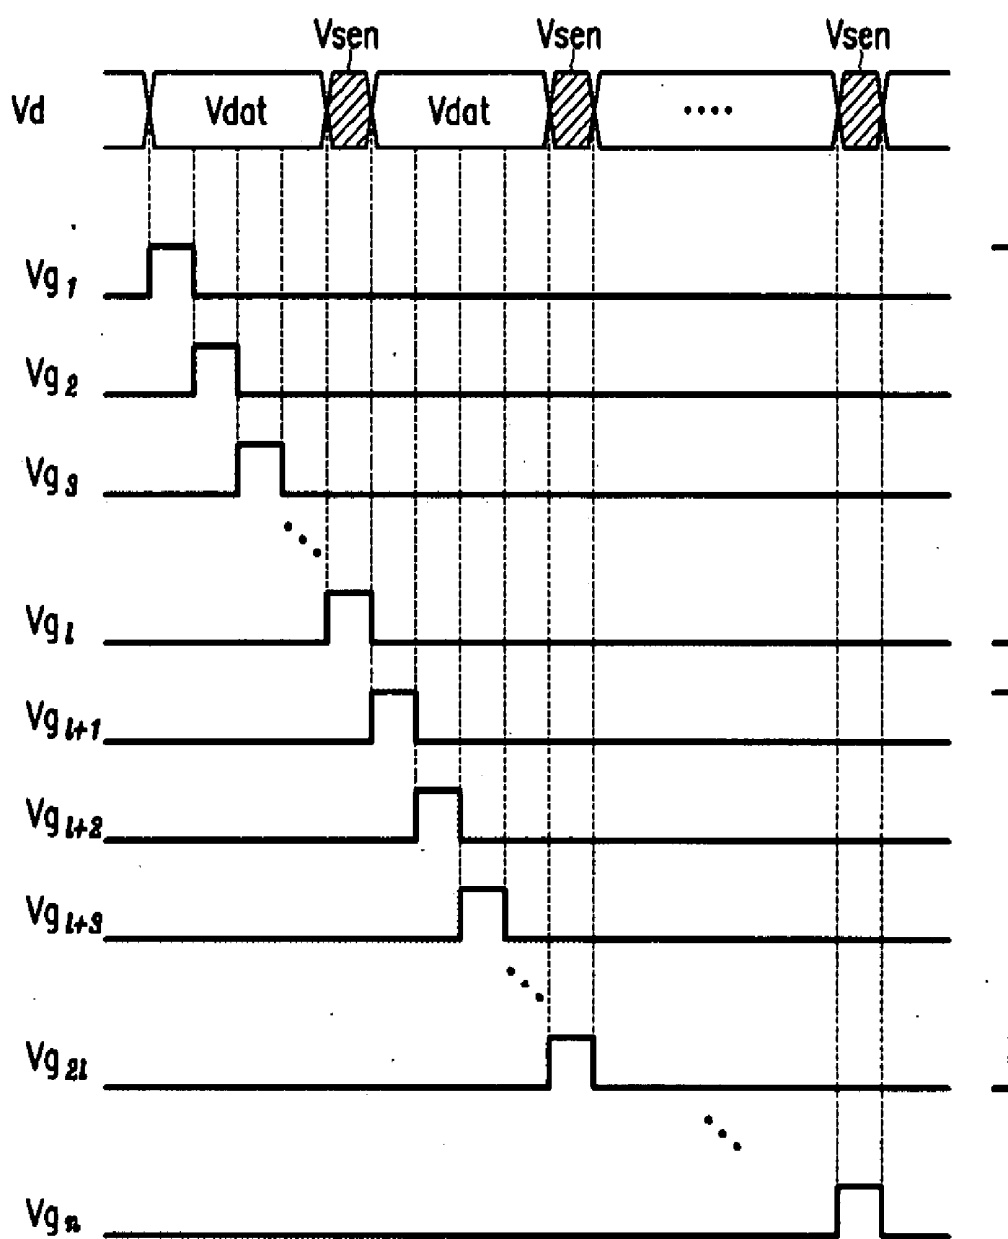 Vsen Vsen Vsen
Vd Vdat Vdat ....
Vg1
Vg2
Vg3
Vgl
Vgl+1
Vgl+2
Vgl+3
Vg2l
Vgn